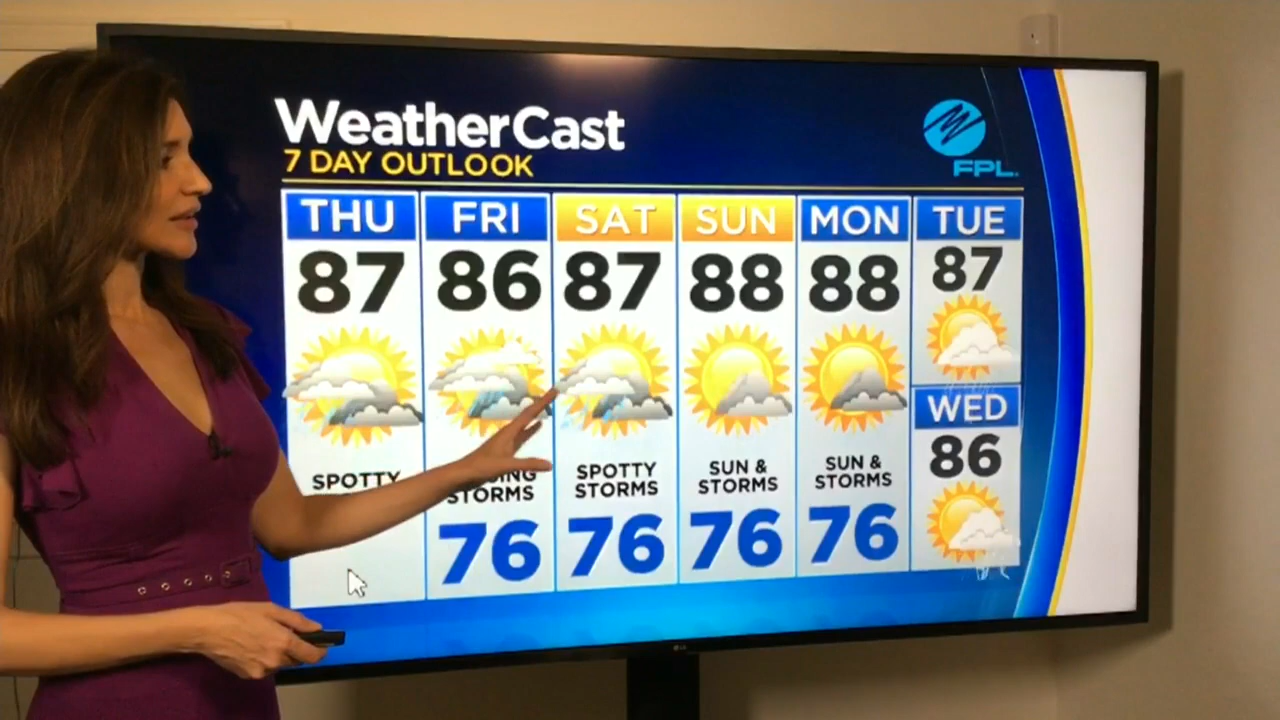 WeatherCast
7 DAY OUTLOOK
FPL.
THU
FRI
SAT
SUN
MON
TUE
87
86
87
88
88
87
WED
86
SPOTTY
STORMS
SPOTTY
STORMS
SUN &
STORMS
SUN &
STORMS
76
76
76
76
LG